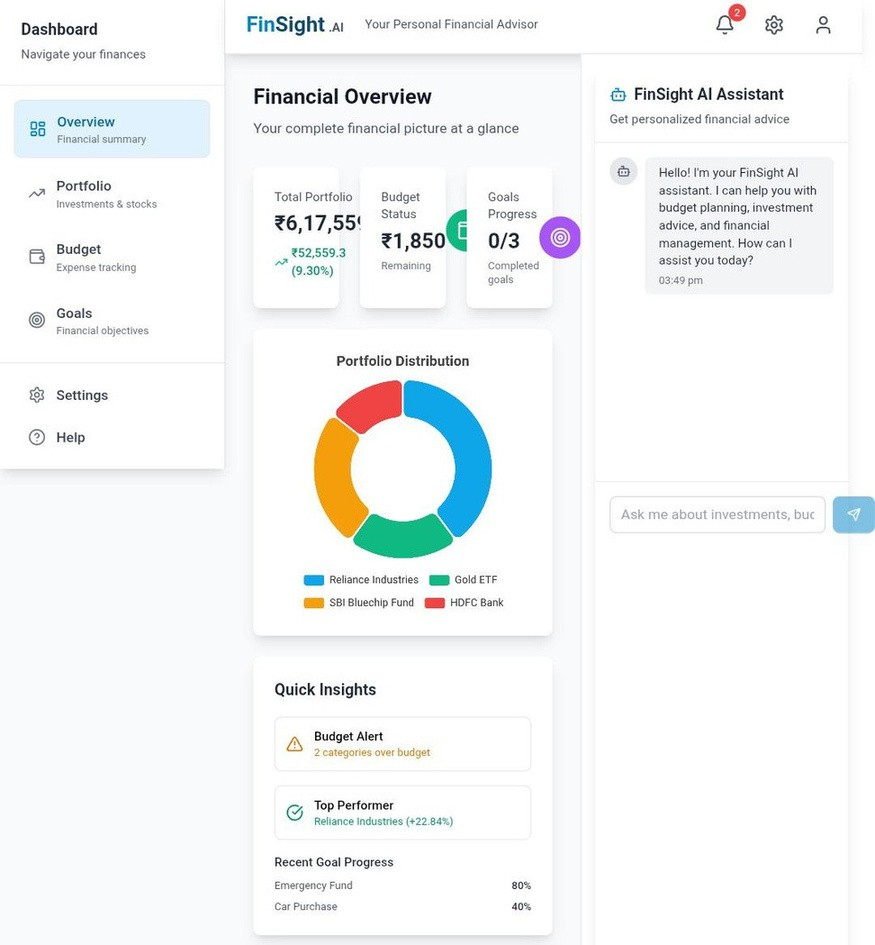 Dashboard
Navigate your finances
Overview
Financial summary
Portfolio
Investments & stocks
Budget
Expense tracking
Goals
Financial objectives
Settings
Help
FinSight .AI
Your Personal Financial Advisor
2
Financial Overview
Your complete financial picture at a glance
Total Portfolio
₹6,17,559
₹52,559.3
(9.30%)
Budget
Status
₹1,850
Remaining
Goals
Progress
0/3
Completed
goals
Portfolio Distribution
Reliance Industries
Gold ETF
SBI Bluechip Fund
HDFC Bank
Quick Insights
Budget Alert
2 categories over budget
Top Performer
Reliance Industries (+22.84%)
Recent Goal Progress
Emergency Fund 80%
Car Purchase 40%
FinSight AI Assistant
Get personalized financial advice
Hello! I'm your FinSight AI
assistant. I can help you with
budget planning, investment
advice, and financial
management. How can I
assist you today?
03:49 pm
Ask me about investments, buc